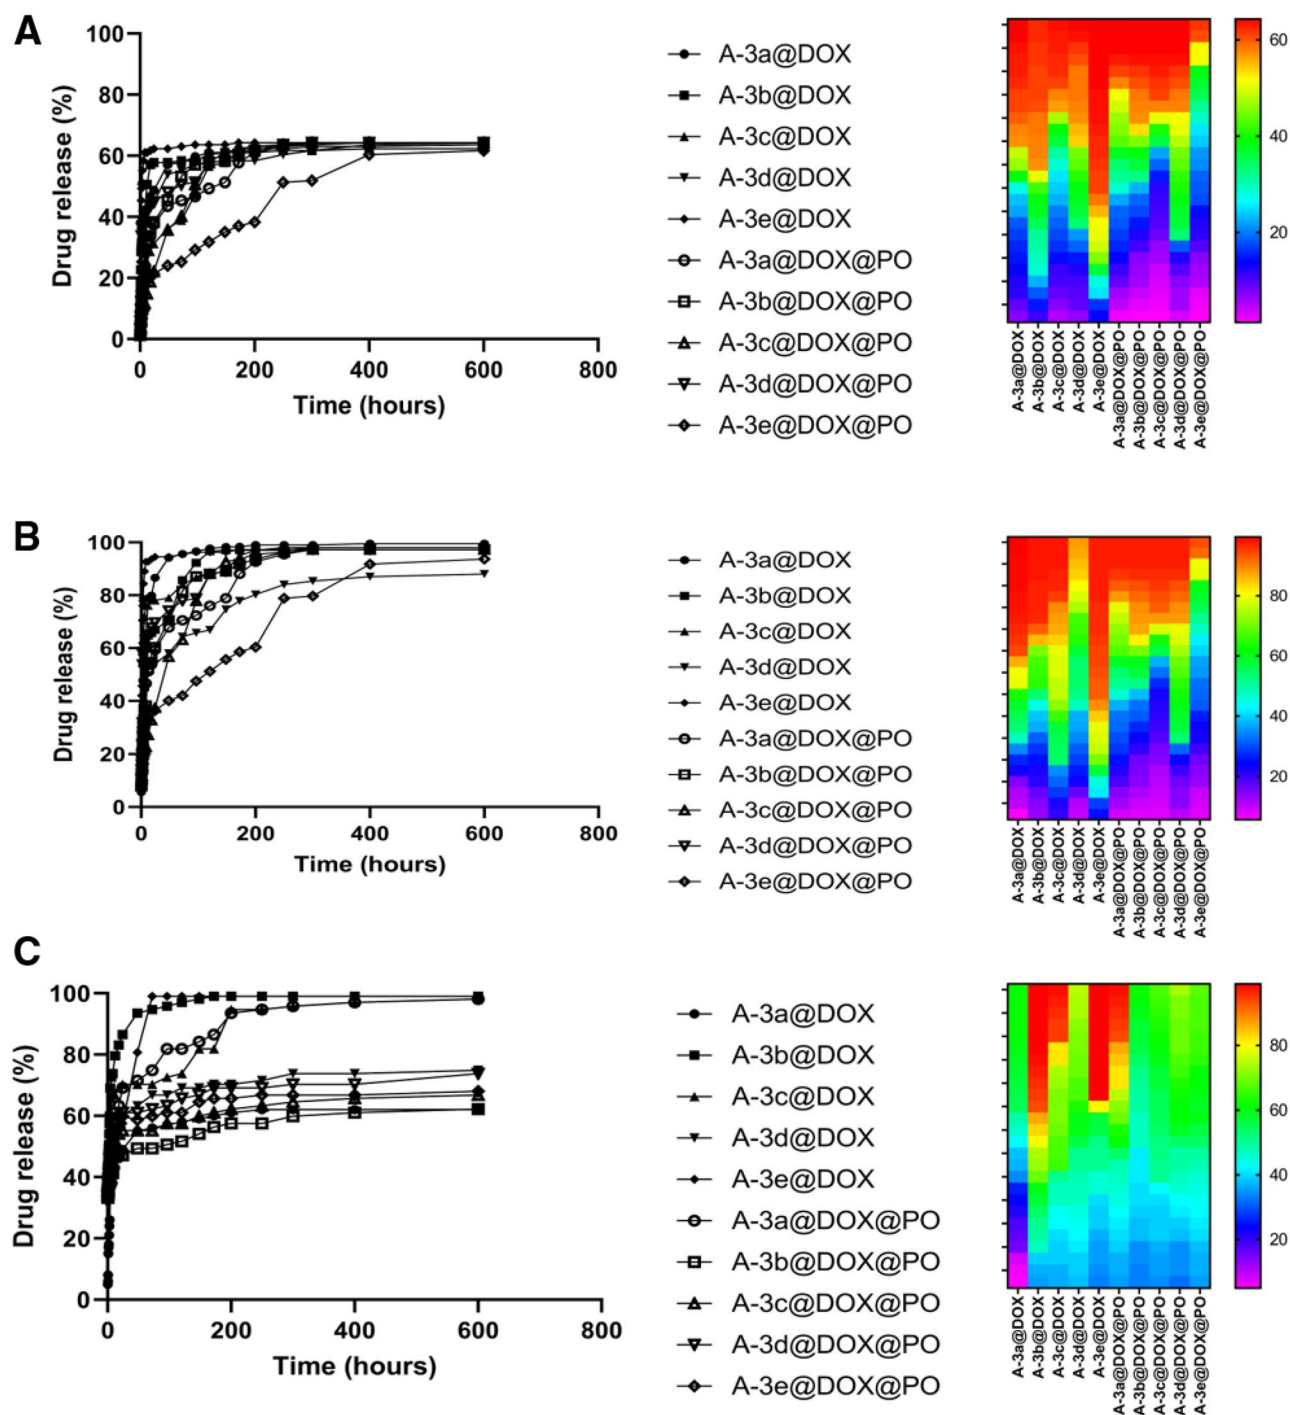 A
Drug release (%)
100
80
60
40
20
0
0 200 400 600 800
Time (hours)
A-3a@DOX
A-3b@DOX
A-3c@DOX
A-3d@DOX
A-3e@DOX
A-3a@DOX@PO
A-3b@DOX@PO
A-3c@DOX@PO
A-3d@DOX@PO
A-3e@DOX@PO
60
40
20
A-3a@DOX
A-3b@DOX
A-3c@DOX
A-3d@DOX
A-3e@DOX
A-3a@DOX@PO
A-3b@DOX@PO
A-3c@DOX@PO
A-3d@DOX@PO
A-3e@DOX@PO
B
Drug release (%)
100
80
60
40
20
0
0 200 400 600 800
Time (hours)
A-3a@DOX
A-3b@DOX
A-3c@DOX
A-3d@DOX
A-3e@DOX
A-3a@DOX@PO
A-3b@DOX@PO
A-3c@DOX@PO
A-3d@DOX@PO
A-3e@DOX@PO
80
60
40
20
A-3a@DOX
A-3b@DOX
A-3c@DOX
A-3d@DOX
A-3e@DOX
A-3a@DOX@PO
A-3b@DOX@PO
A-3c@DOX@PO
A-3d@DOX@PO
A-3e@DOX@PO
C
Drug release (%)
100
80
60
40
20
0
0 200 400 600 800
Time (hours)
A-3a@DOX
A-3b@DOX
A-3c@DOX
A-3d@DOX
A-3e@DOX
A-3a@DOX@PO
A-3b@DOX@PO
A-3c@DOX@PO
A-3d@DOX@PO
A-3e@DOX@PO
80
60
40
20
A-3a@DOX
A-3b@DOX
A-3c@DOX
A-3d@DOX
A-3e@DOX
A-3a@DOX@PO
A-3b@DOX@PO
A-3c@DOX@PO
A-3d@DOX@PO
A-3e@DOX@PO